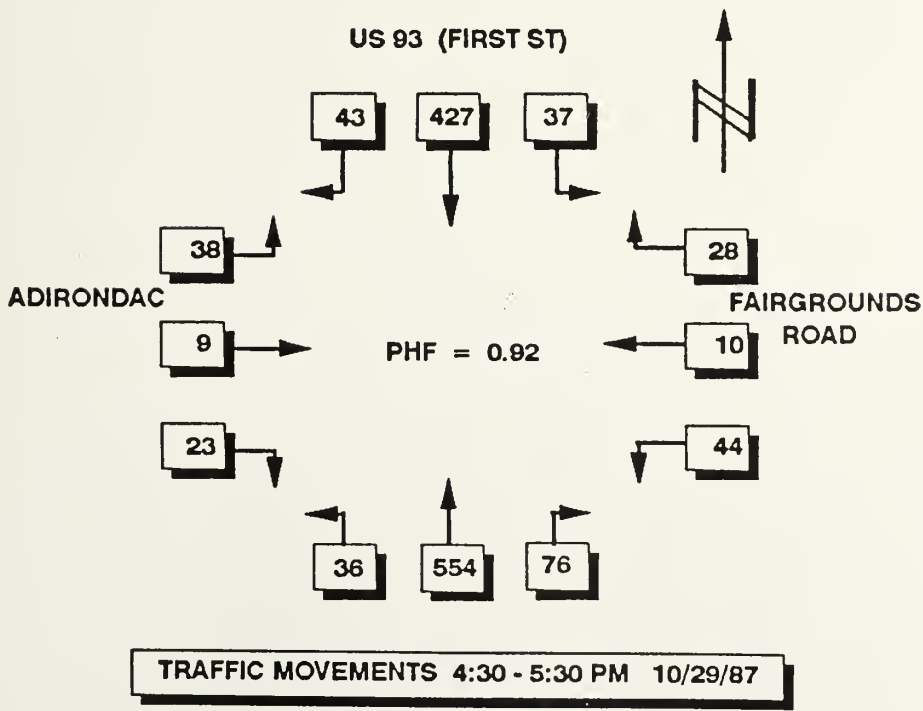 US 93 (FIRST ST)
43 427 37
38 28
ADIRONDAC
FAIRGROUNDS
ROAD
9 PHF = 0.92 10
23 44
36 554 76
TRAFFIC MOVEMENTS 4:30 - 5:30 PM 10/29/87